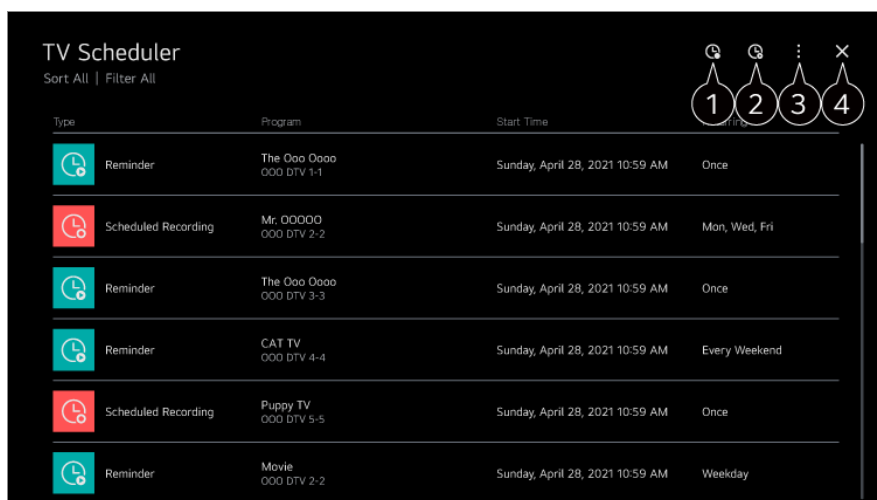 TV Scheduler
Sort All | Filter All
1 2 3 4
Type Program Start Time
Reminder The Ooo Oooo Sunday, April 28, 2021 10:59 AM Once
OOO DTV 1-1
Scheduled Recording Mr. OOOOO Sunday, April 28, 2021 10:59 AM Mon, Wed, Fri
OOO DTV 2-2
Reminder The Ooo Oooo Sunday, April 28, 2021 10:59 AM Once
OOO DTV 3-3
Reminder CAT TV Sunday, April 28, 2021 10:59 AM Every Weekend
OOO DTV 4-4
Scheduled Recording Puppy TV Sunday, April 28, 2021 10:59 AM Once
OOO DTV 5-5
Reminder Movie Sunday, April 28, 2021 10:59 AM Weekday
OOO DTV 2-2